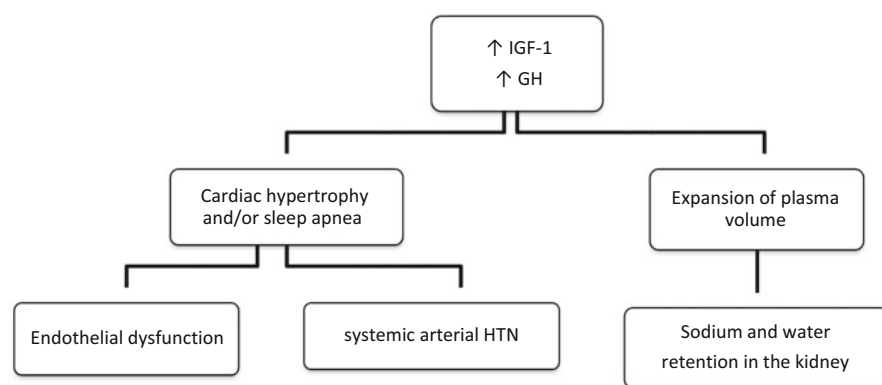 ↑ IGF-1
↑ GH
Cardiac hypertrophy
and/or sleep apnea
Expansion of plasma
volume
Endothelial dysfunction
systemic arterial HTN
Sodium and water
retention in the kidney